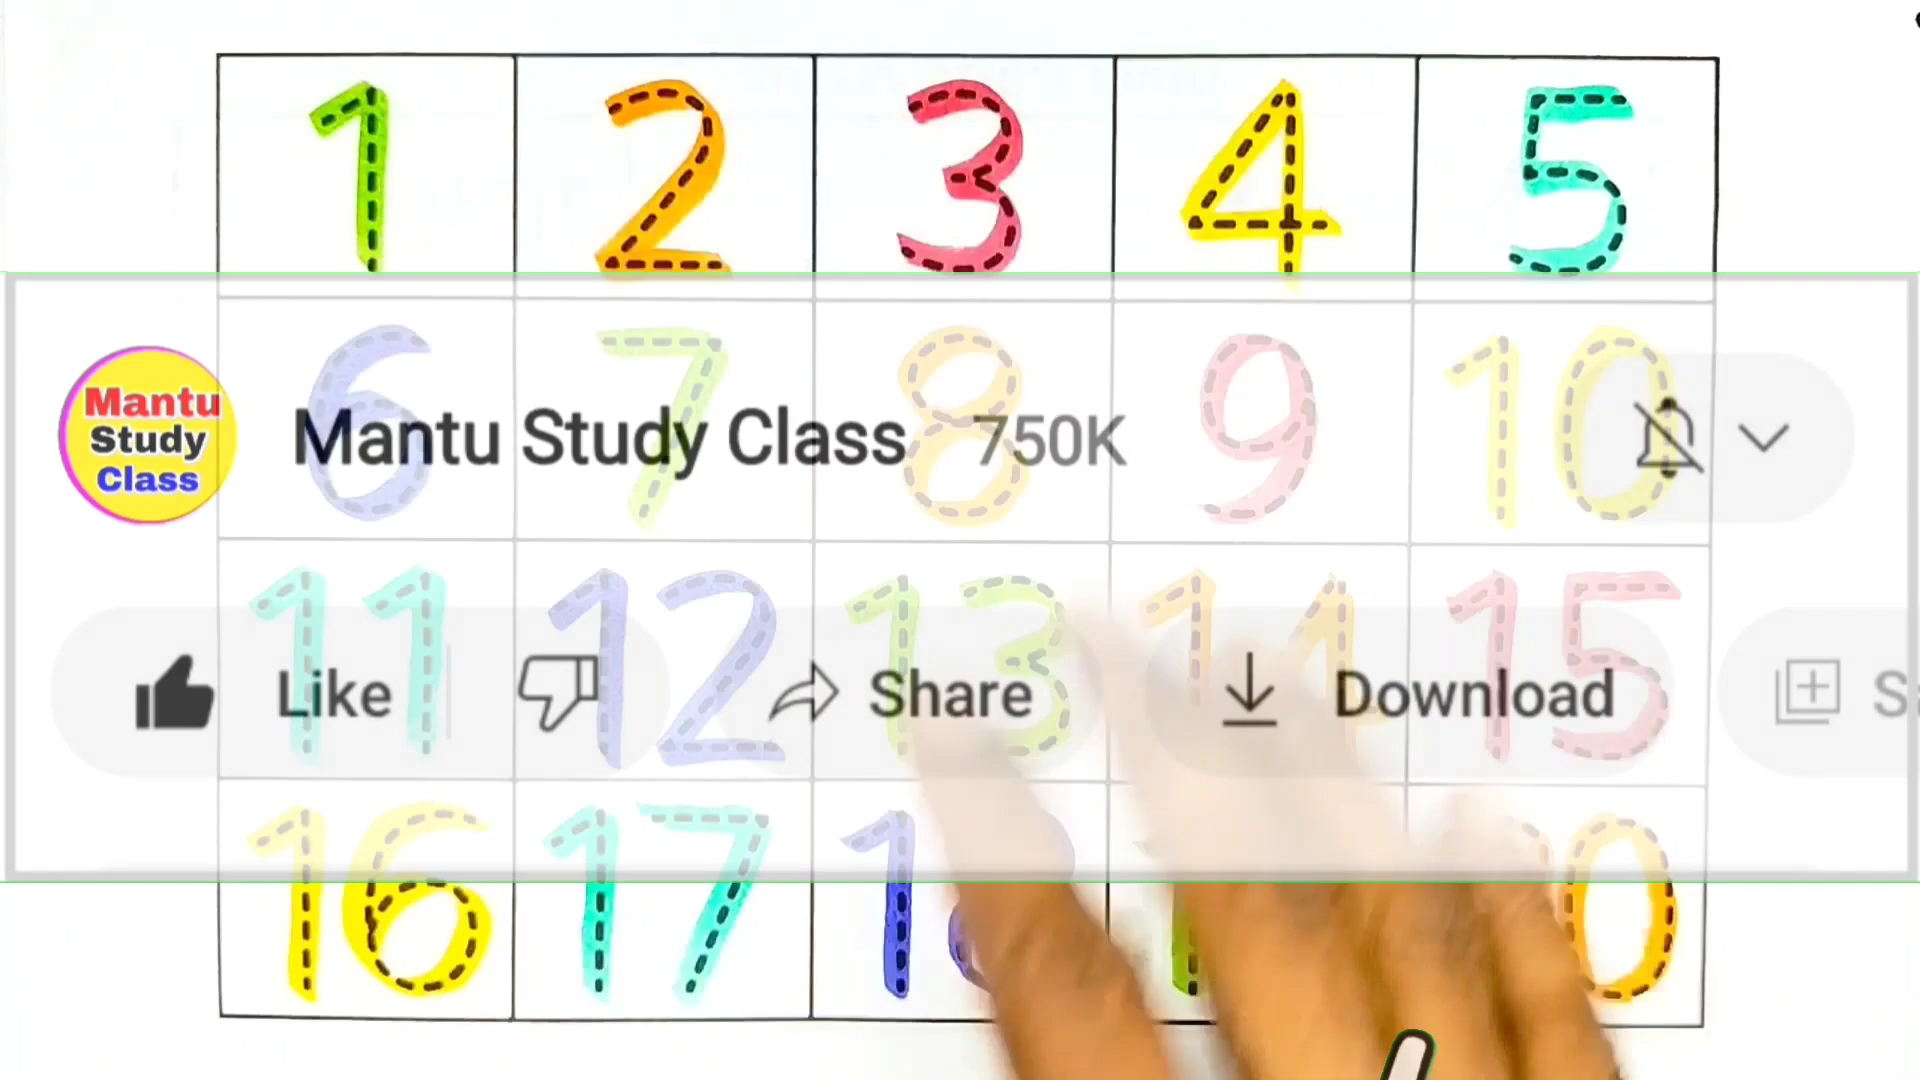 1 2 3 4 5
6 7 8 9 10
Mantu
Study
Class
Mantu Study Class 750K
11 12 13 14 15
Like Share Download
16 17